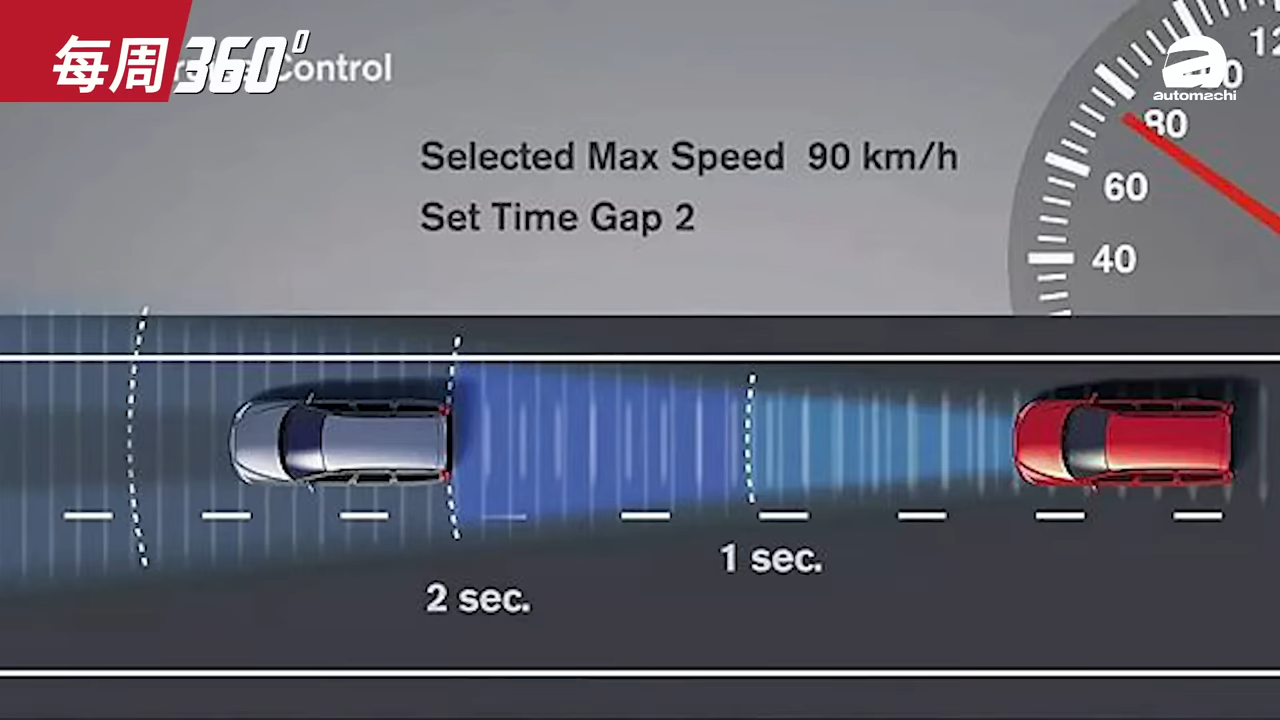 每周360°
Control
automachi
120
80
60
40
Selected Max Speed 90 km/h
Set Time Gap 2
1 sec.
2 sec.